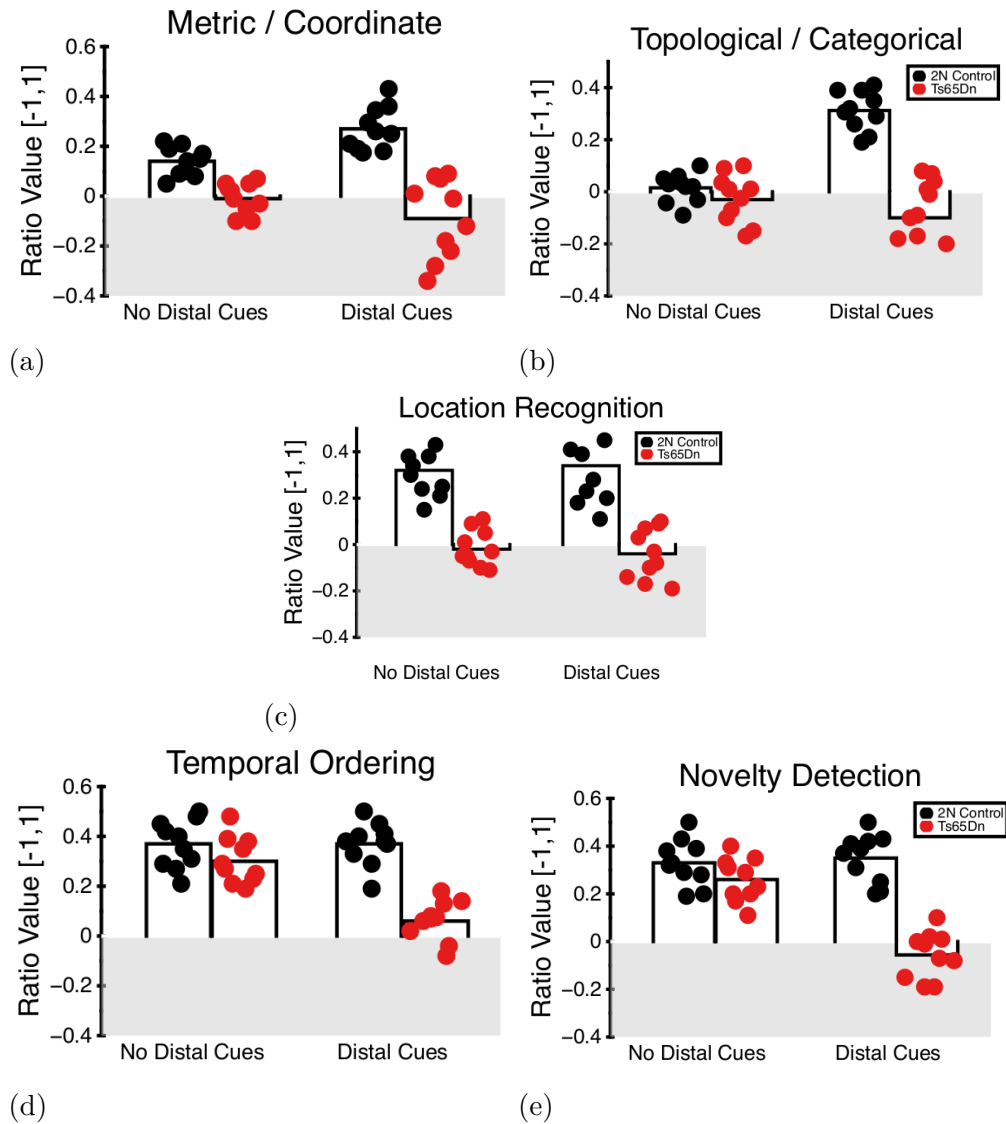 Metric / Coordinate
Ratio Value [-1,1]
0.6
0.4
0.2
0
−0.2
−0.4
No Distal Cues
Distal Cues
(a)
Topological / Categorical
2N Control
Ts65Dn
Ratio Value [-1,1]
0.4
0.2
0
−0.2
−0.4
No Distal Cues
Distal Cues
(b)
Location Recognition
2N Control
Ts65Dn
Ratio Value [-1,1]
0.4
0.2
0
−0.2
−0.4
No Distal Cues
Distal Cues
(c)
Temporal Ordering
Ratio Value [-1,1]
0.6
0.4
0.2
0
−0.2
−0.4
No Distal Cues
Distal Cues
(d)
Novelty Detection
2N Control
Ts65Dn
Ratio Value [-1,1]
0.6
0.4
0.2
0
−0.2
−0.4
No Distal Cues
Distal Cues
(e)